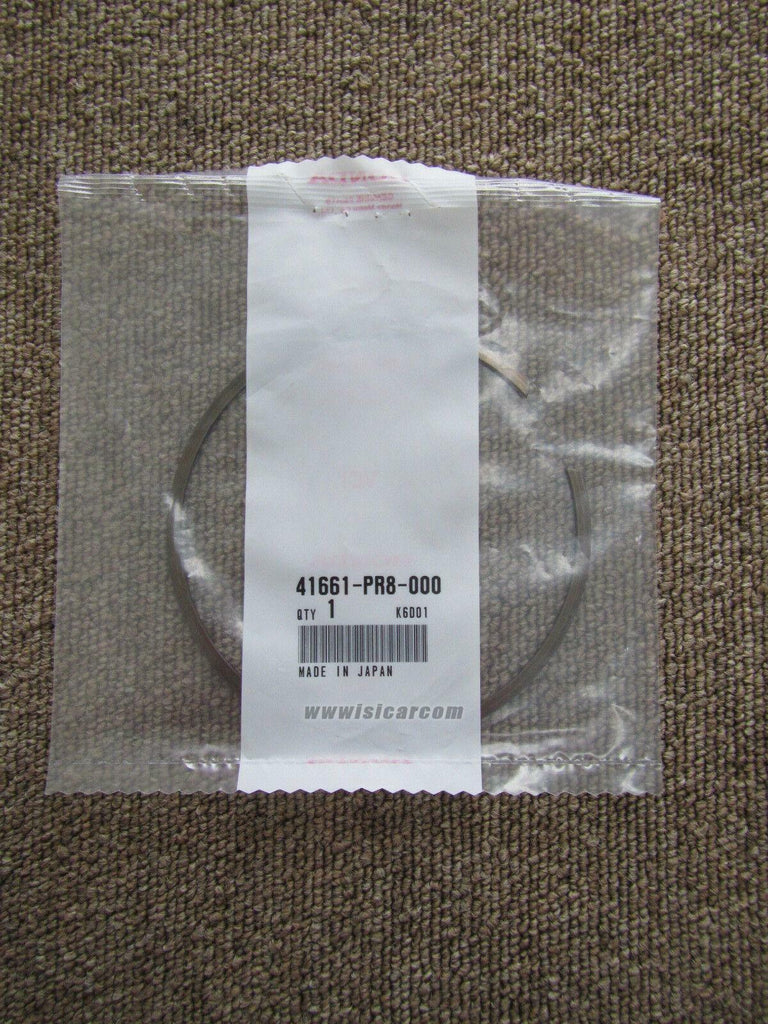 41661-PR8-000
QTY 1 K6D01
MADE IN JAPAN
wwwisicarcom